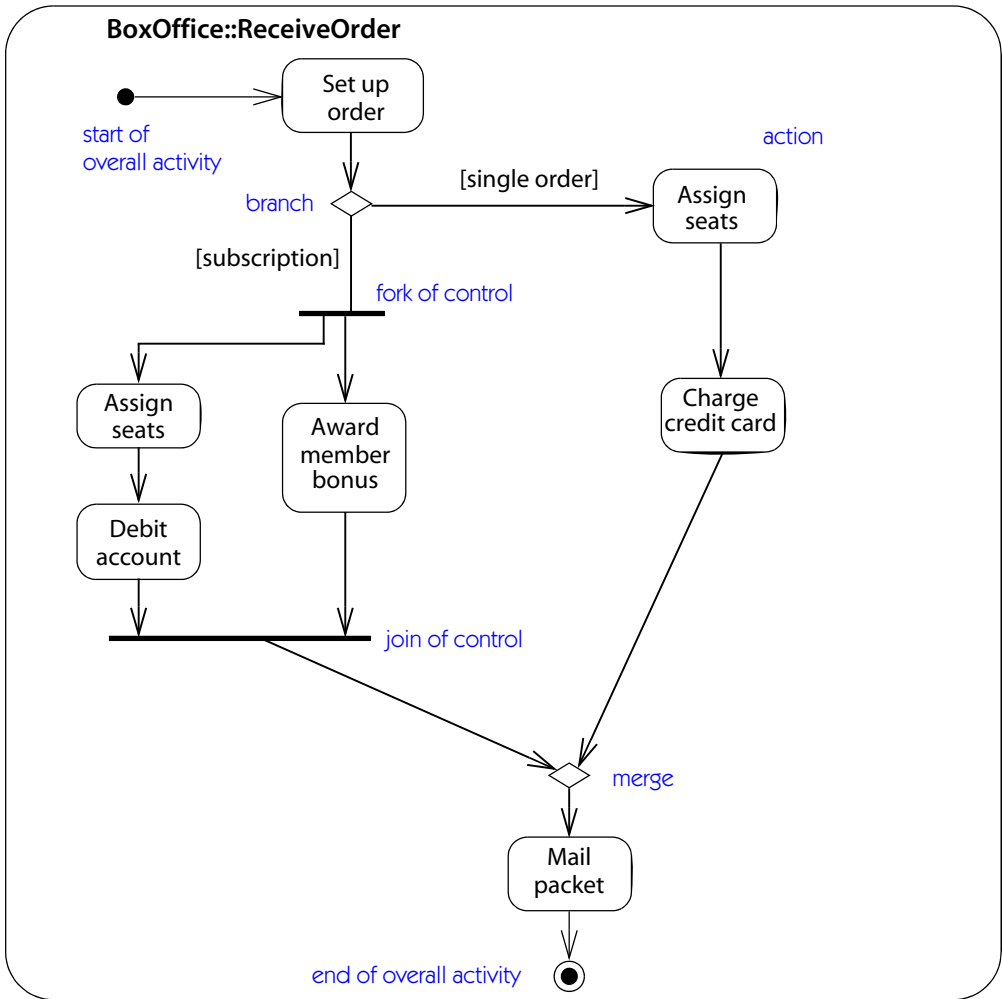 BoxOffice::ReceiveOrder
Set up
order
start of
overall activity
action
branch
[single order]
Assign
seats
[subscription]
fork of control
Assign
seats
Award
member
bonus
Charge
credit card
Debit
account
join of control
merge
Mail
packet
end of overall activity